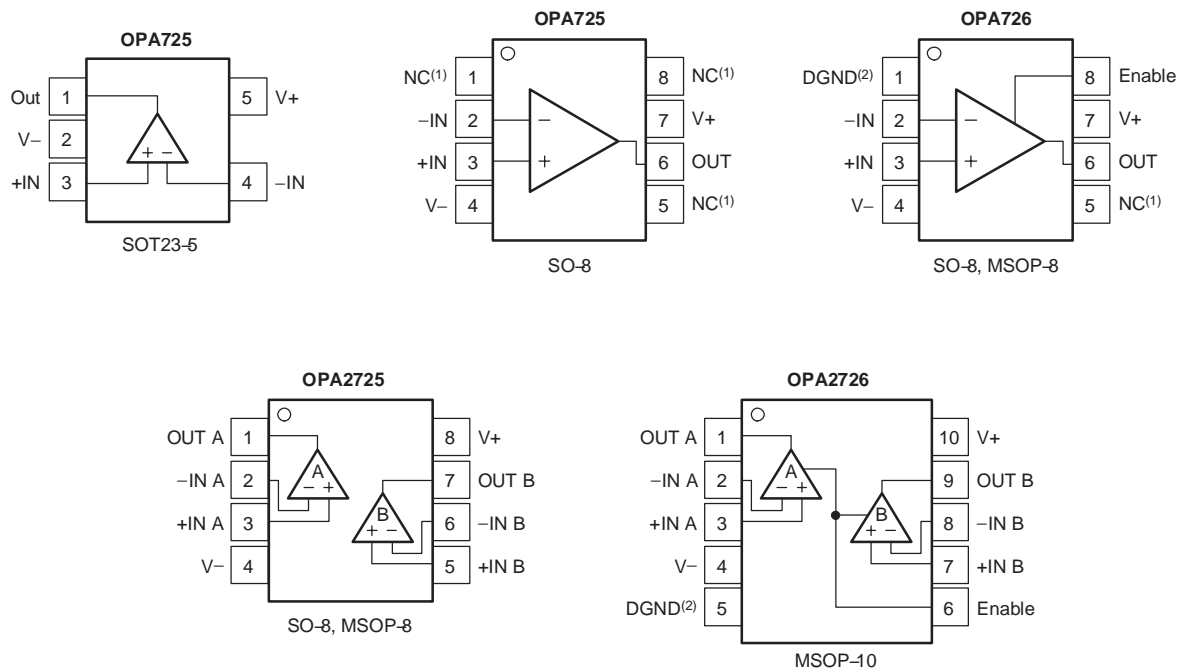 OPA725
Out 1
V– 2
+IN 3
5 V+
4 –IN
+ –
SOT23–5
OPA725
NC(1) 1
–IN 2
+IN 3
V– 4
8 NC(1)
7 V+
6 OUT
5 NC(1)
–
+
SO–8
OPA726
DGND(2) 1
–IN 2
+IN 3
V– 4
8 Enable
7 V+
6 OUT
5 NC(1)
–
+
SO–8, MSOP–8
OPA2725
OUT A 1
–IN A 2
+IN A 3
V– 4
8 V+
7 OUT B
6 –IN B
5 +IN B
A
– +
B
+ –
SO–8, MSOP–8
OPA2726
OUT A 1
–IN A 2
+IN A 3
V– 4
DGND(2) 5
10 V+
9 OUT B
8 –IN B
7 +IN B
6 Enable
A
– +
B
+ –
MSOP–10